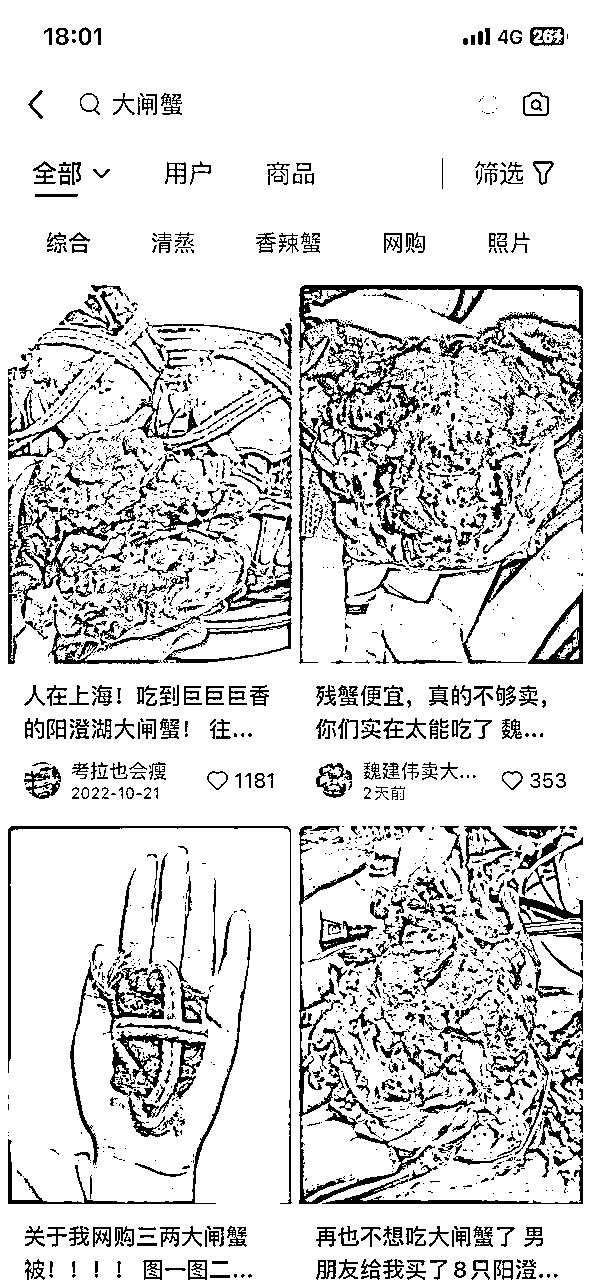 18:01 4G 26
大闸蟹
全部 用户 商品 筛选
综合 清蒸 香辣蟹 网购 照片
人在上海！吃到巨巨巨香
的阳澄湖大闸蟹！ 往...
考拉也会瘦
2022-10-21
1181
残蟹便宜，真的不够卖，
你们实在太能吃了 魏...
魏建伟卖大...
2天前
353
关于我网购三两大闸蟹
被！！！！ 图一图二...
再也不想吃大闸蟹了 男
朋友给我买了8只阳澄...